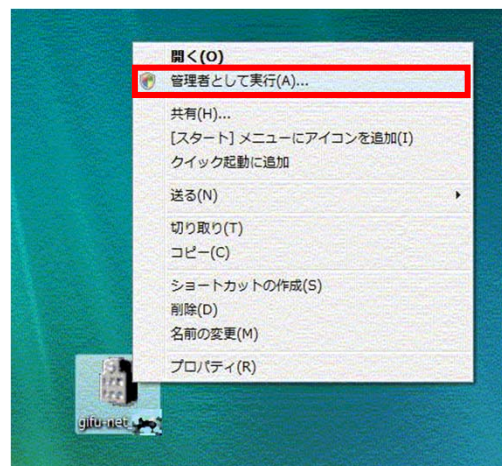 開く(O)
管理者として実行(A)...
共有(H)...
[スタート] メニューにアイコンを追加(I)
クイック起動に追加
送る(N)
切り取り(T)
コピー(C)
ショートカットの作成(S)
削除(D)
名前の変更(M)
プロパティ(R)
gifu-net